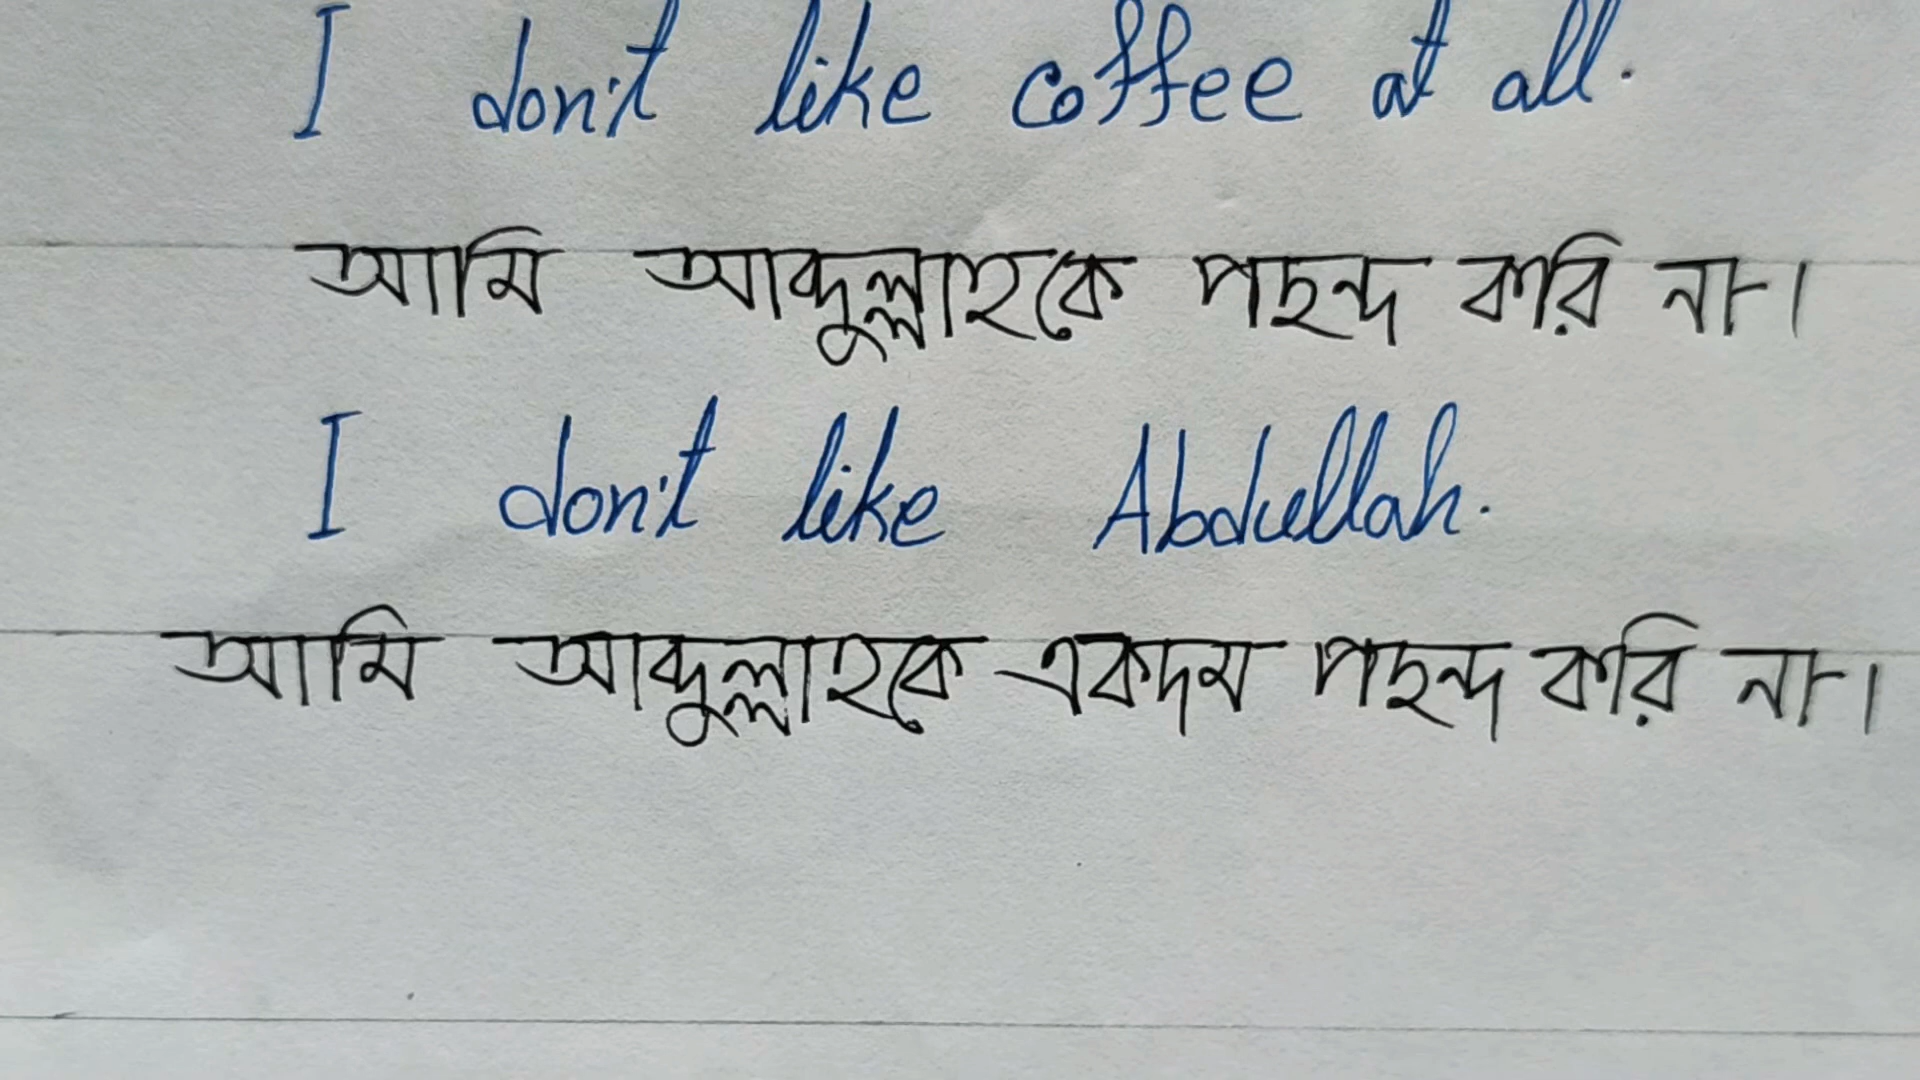 I don't like coffee at all.
আমি আব্দুল্লাহকে পছন্দ করি না।
I don't like Abdullah.
আমি আব্দুল্লাহকে একদম পছন্দ করি না।